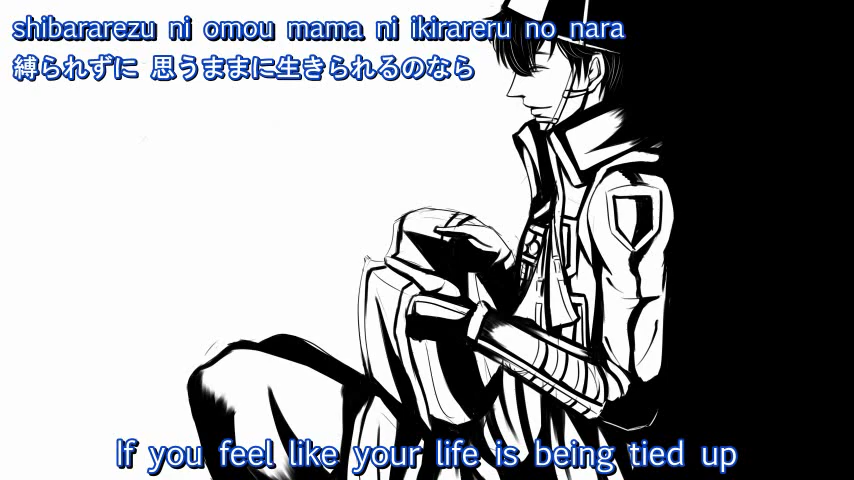 shibararezu ni omou mama ni ikirareru no nara
縛られずに 思うままに生きられるのなら
If you feel like your life is being tied up